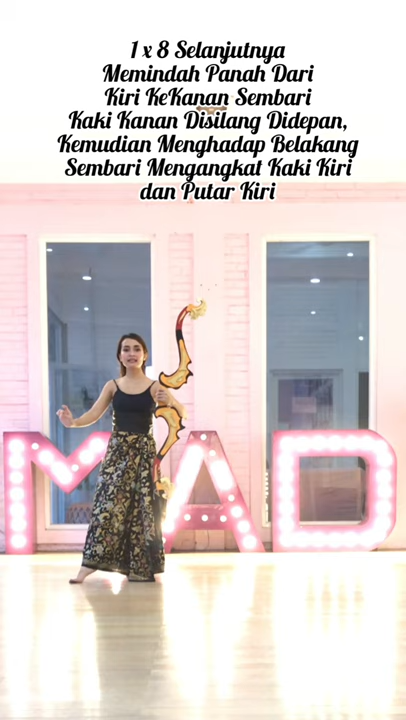 1 x 8 Selanjutnya
Memindah Panah Dari
Kiri KeKanan Sembari
Kaki Kanan Disilang Didepan,
Kemudian Menghadap Belakang
Sembari Mengangkat Kaki Kiri
dan Putar Kiri
MAD